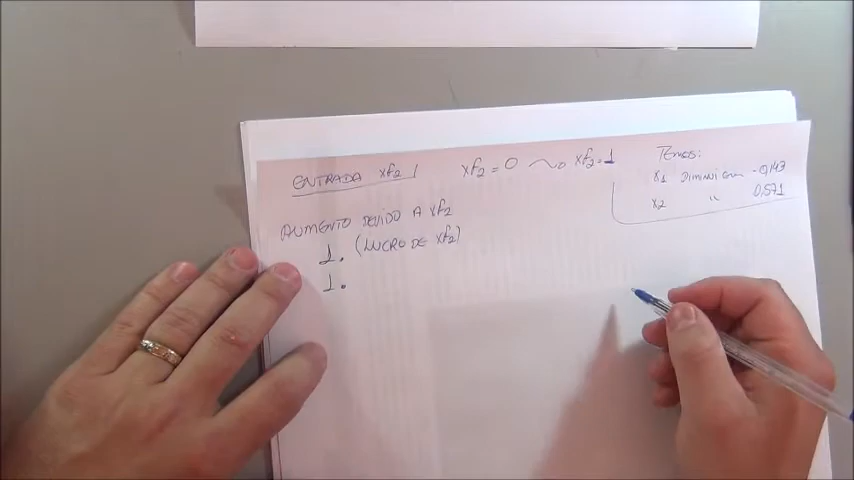 ENTRADA xf2 xf2 = 0 ~> xf2 = 1
Temos:
x1 DIMINUI em -0,143
x2 " 0,571
AUMENTO DEVIDO A xf2
1. (LUCRO DE xf2)
1.